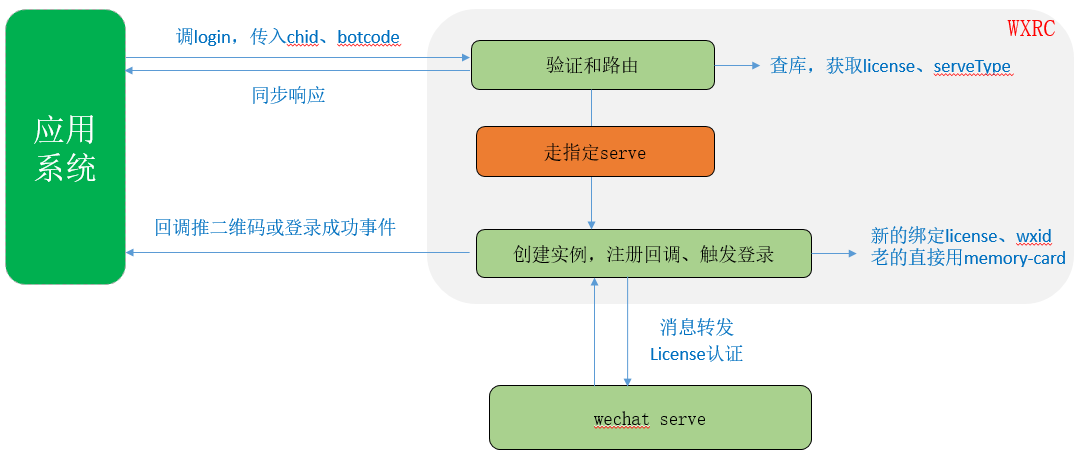 WXRC
调login，传入chid、botcode
验证和路由
查库，获取license、serveType
同步响应
应用
系统
走指定serve
回调推二维码或登录成功事件
创建实例，注册回调、触发登录
新的绑定license、wxid
老的直接用memory-card
消息转发
License认证
wechat serve